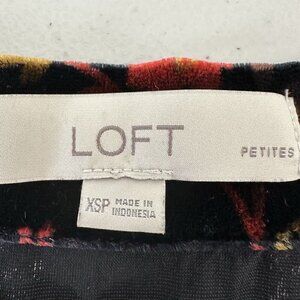 LOFT
PETITES
XSP MADE IN
INDONESIA